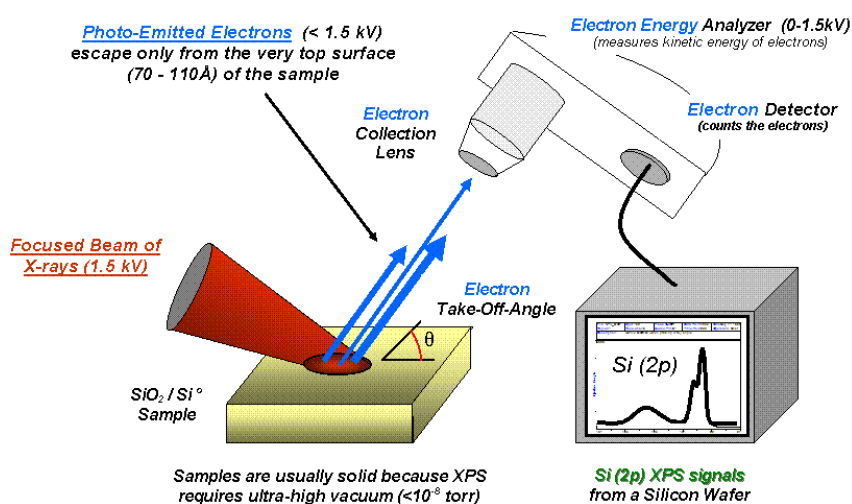 Photo-Emitted Electrons (< 1.5 kV)
escape only from the very top surface
(70 - 110Å) of the sample
Electron Energy Analyzer (0-1.5kV)
(measures kinetic energy of electrons)
Electron
Collection
Lens
Electron Detector
(counts the electrons)
Focused Beam of
X-rays (1.5 kV)
Electron
Take-Off-Angle
θ
SiO₂ / Si°
Sample
Si (2p)
Samples are usually solid because XPS
requires ultra-high vacuum (<10⁻⁸ torr)
Si (2p) XPS signals
from a Silicon Wafer